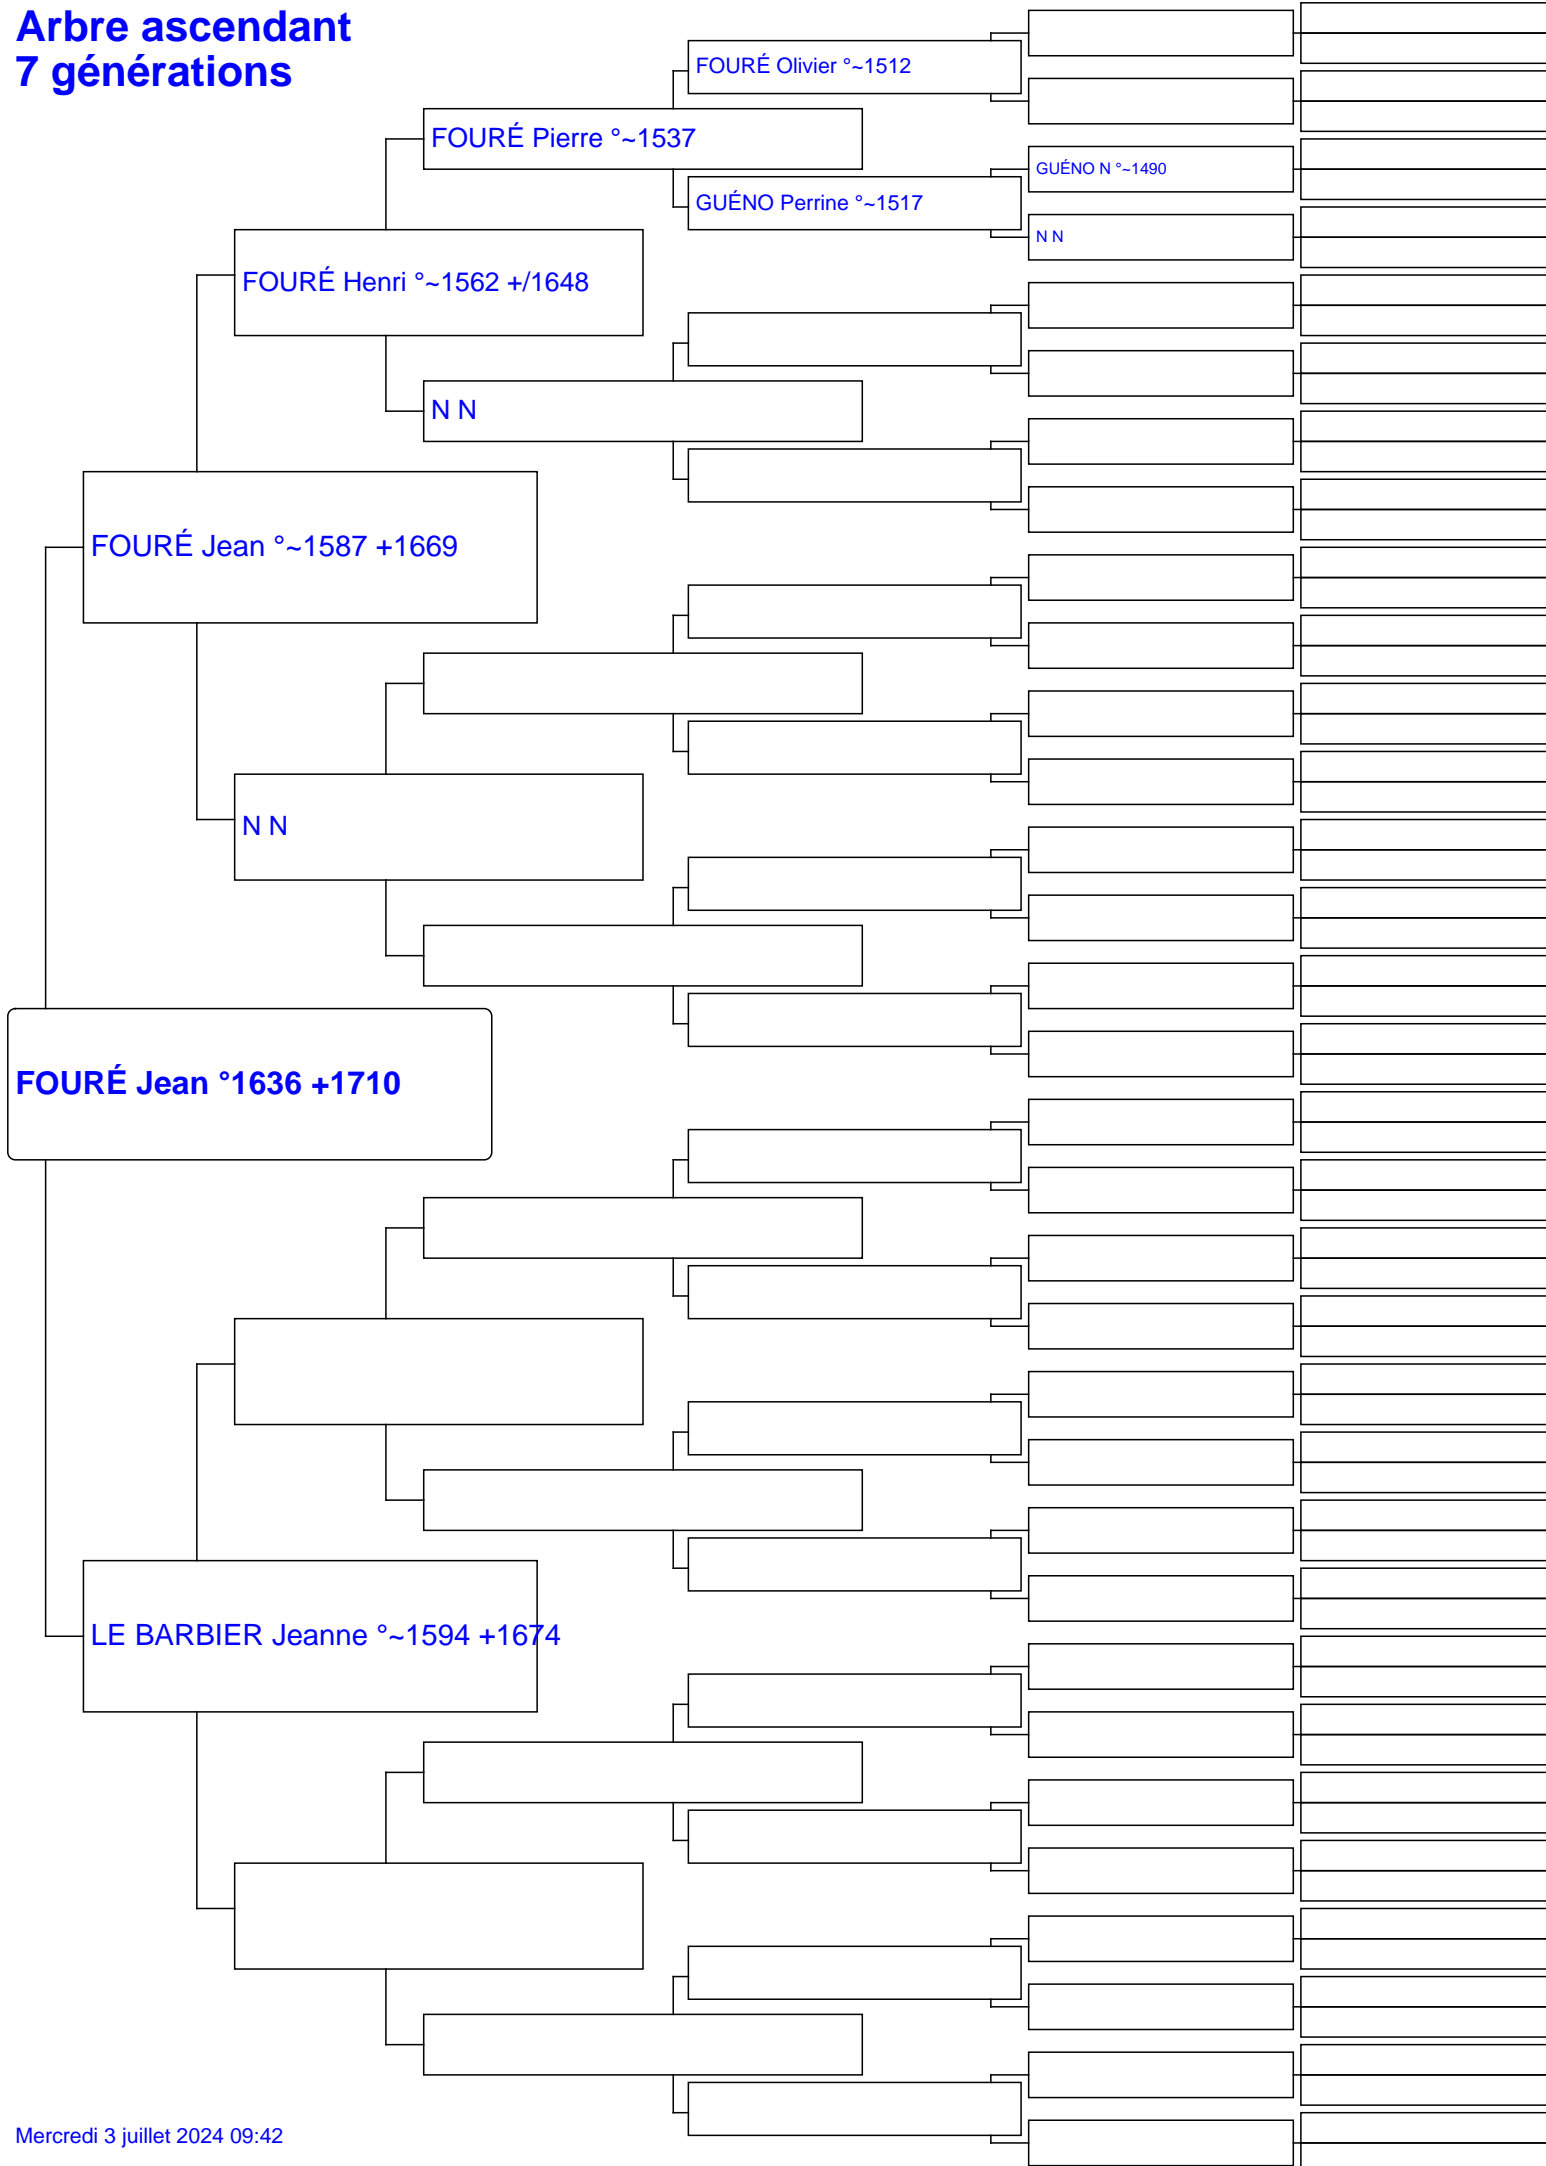 Arbre ascendant
7 générations
FOURÉ Olivier °~1512
FOURÉ Pierre °~1537
GUÉNO N °~1490
GUÉNO Perrine °~1517
N N
FOURÉ Henri °~1562 +/1648
N N
FOURÉ Jean °~1587 +1669
N N
FOURÉ Jean °1636 +1710
LE BARBIER Jeanne °~1594 +1674
Mercredi 3 juillet 2024 09:42